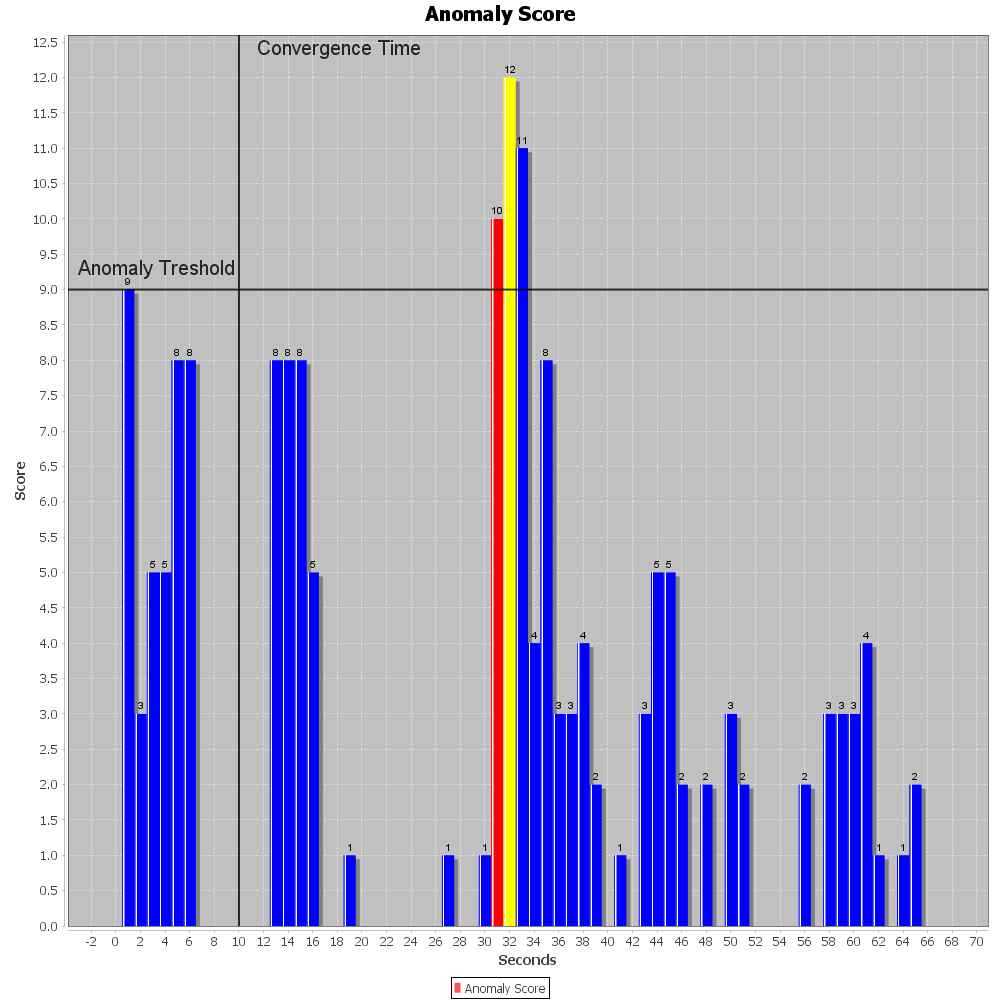 Anomaly Score
12.5
Convergence Time
12.0
12
11.5
11.0
11
10.5
10.0
10
9.5
Anomaly Treshold
9.0
9
8.5
8.0
8 8 8 8 8 8
7.5
7.0
6.5
6.0
5.5
5.0
5 5 5 5 5
4.5
4.0
4 4 4
3.5
3.0
3 3 3 3 3 3 3 3
2.5
2.0
2 2 2 2 2 2
1.5
1.0
1 1 1 1 1 1
0.5
0.0
Score
-2 0 2 4 6 8 10 12 14 16 18 20 22 24 26 28 30 32 34 36 38 40 42 44 46 48 50 52 54 56 58 60 62 64 66 68 70
Seconds
Anomaly Score